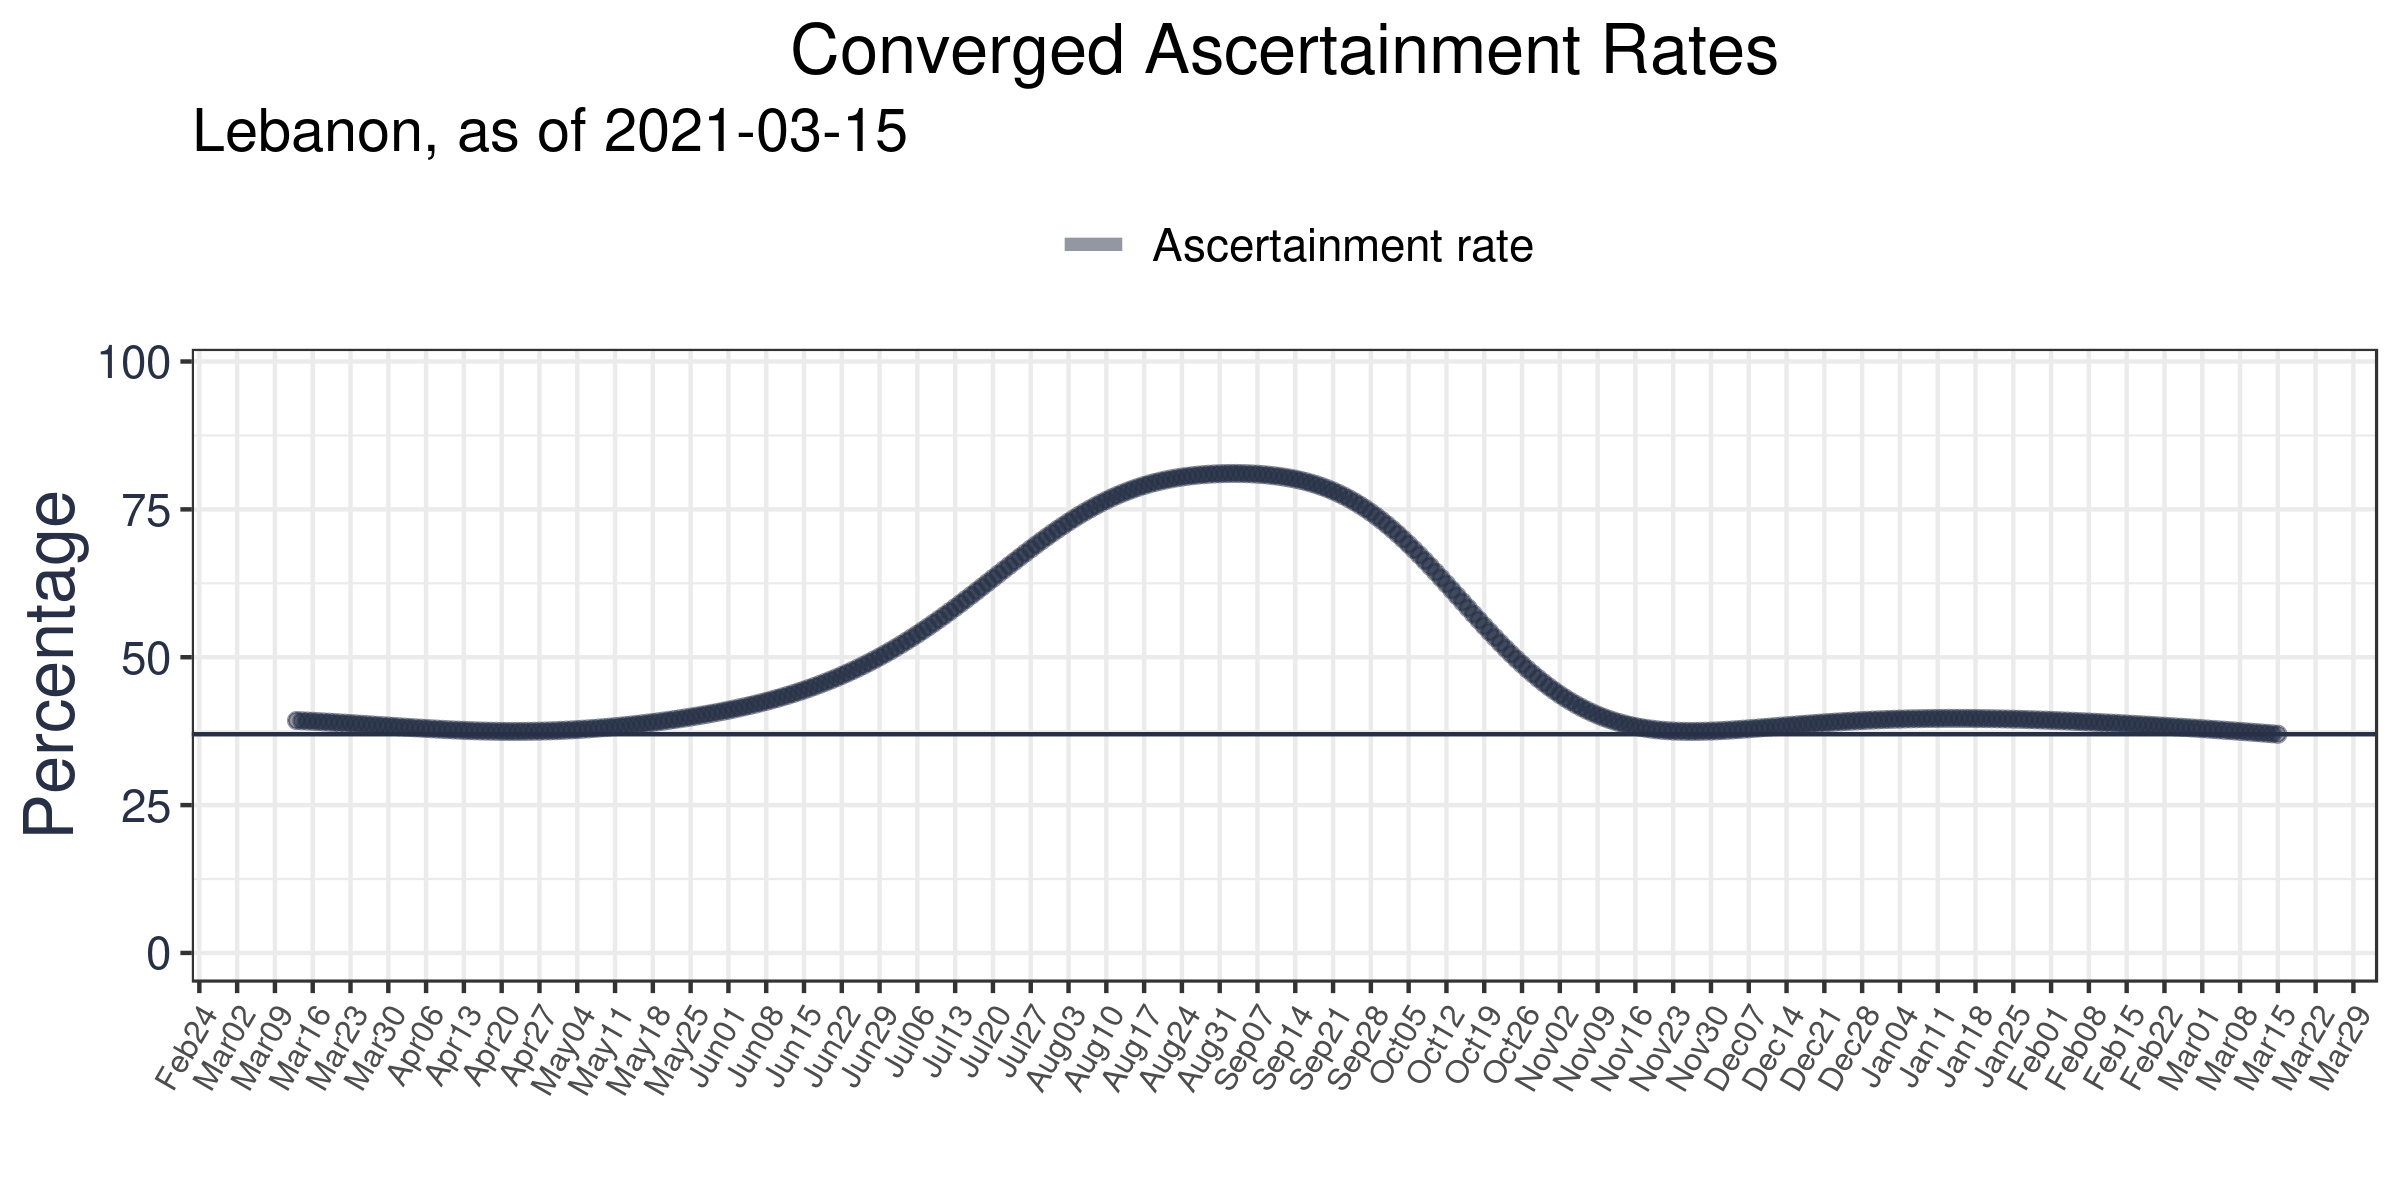 Converged Ascertainment Rates
Lebanon, as of 2021-03-15
Ascertainment rate
Percentage
100
75
50
25
0
Feb24 Mar02 Mar09 Mar16 Mar23 Mar30 Apr06 Apr13 Apr20 Apr27 May04 May11 May18 May25 Jun01 Jun08 Jun15 Jun22 Jun29 Jul06 Jul13 Jul20 Jul27 Aug03 Aug10 Aug17 Aug24 Aug31 Sep07 Sep14 Sep21 Sep28 Oct05 Oct12 Oct19 Oct26 Nov02 Nov09 Nov16 Nov23 Nov30 Dec07 Dec14 Dec21 Dec28 Jan04 Jan11 Jan18 Jan25 Feb01 Feb08 Feb15 Feb22 Mar01 Mar08 Mar15 Mar22 Mar29